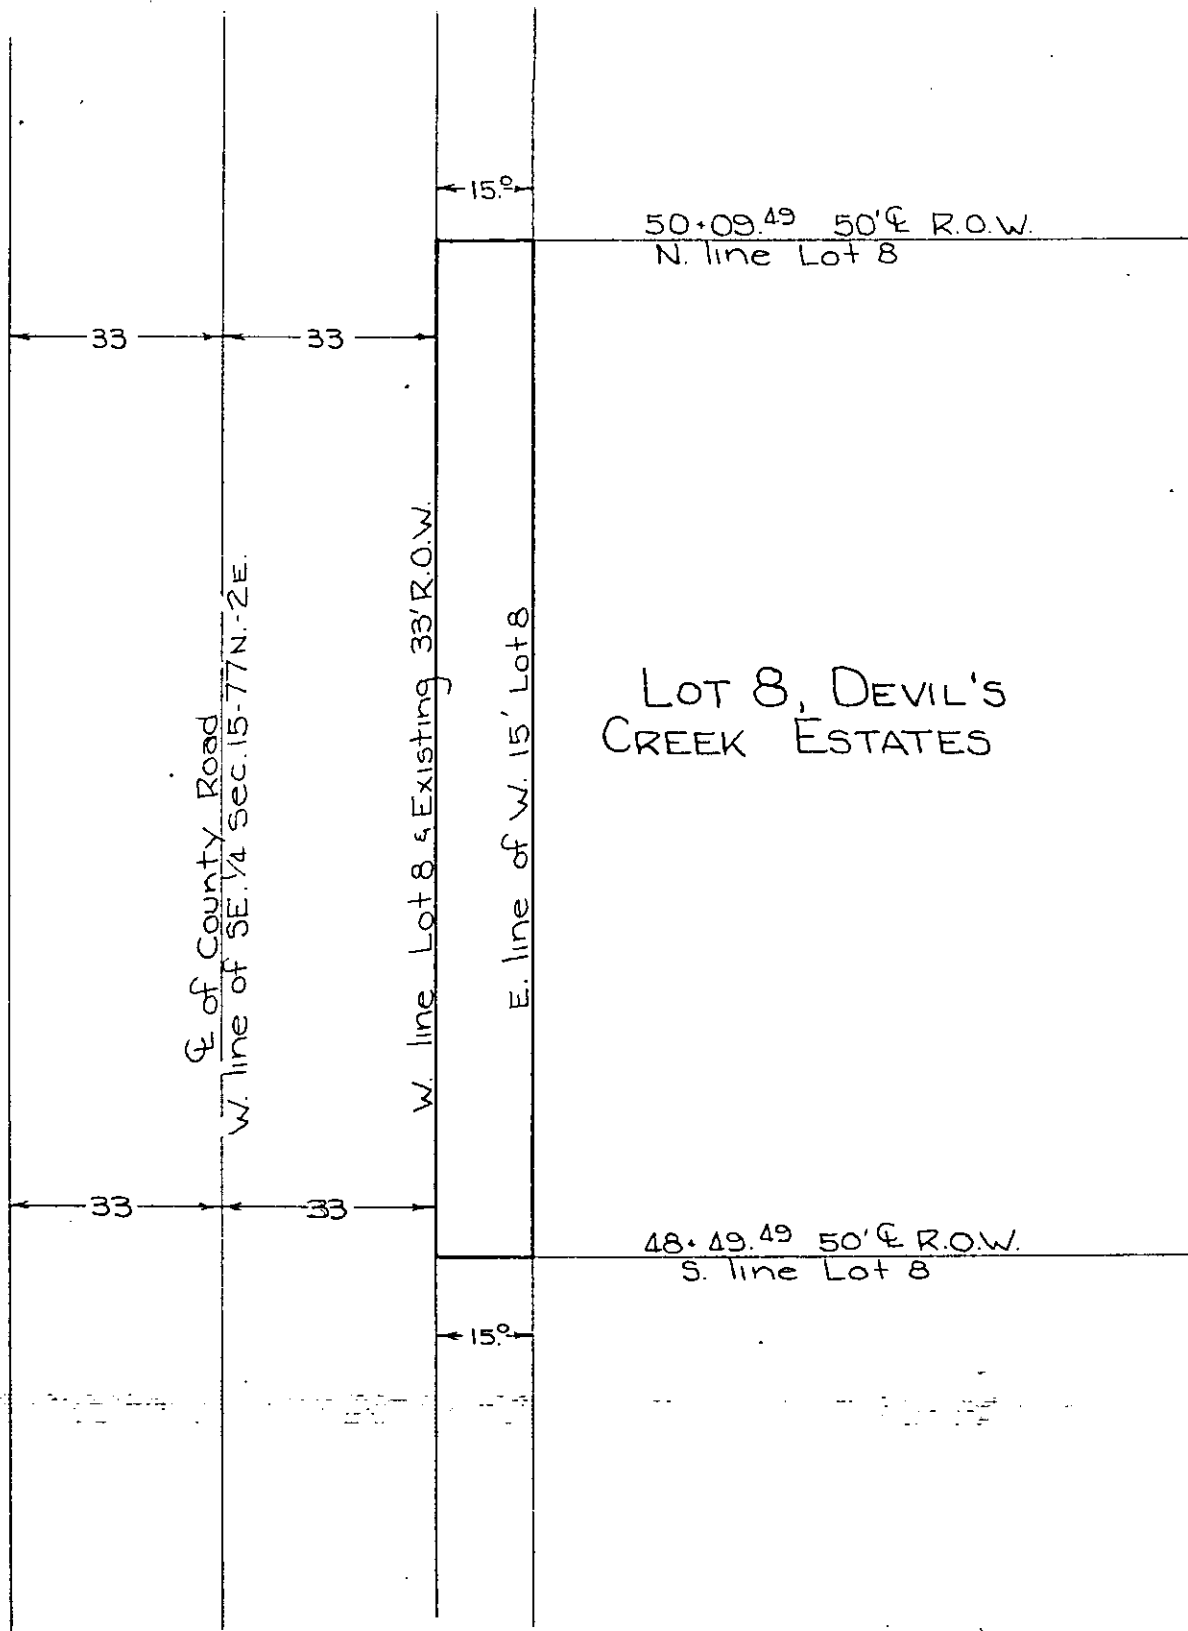 15.0
50+09.49 50' ℄ R.O.W.
N. line Lot 8
33
33
℄ of County Road
W. line of SE. 1/4 Sec. 15-77N.-2E.
W. line Lot 8 & Existing 33' R.O.W.
E. line of W. 15' Lot 8
LOT 8, DEVIL'S
CREEK ESTATES
33
33
48+49.49 50' ℄ R.O.W.
S. line Lot 8
15.0